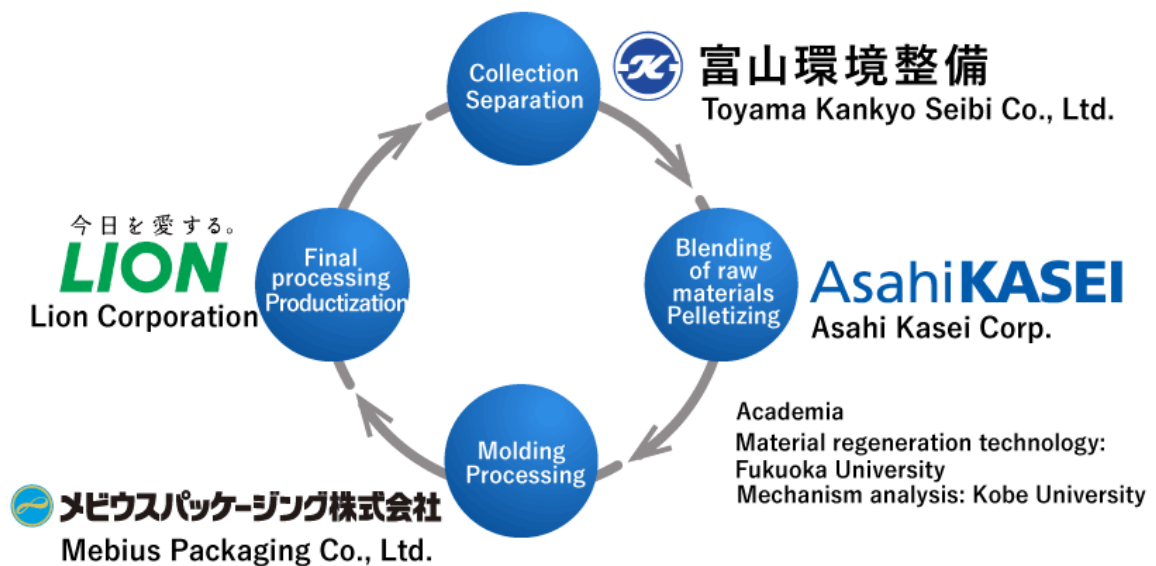 Collection
Separation
富山環境整備
Toyama Kankyo Seibi Co., Ltd.
Blending
of raw
materials
Pelletizing
AsahiKASEI
Asahi Kasei Corp.
Academia
Material regeneration technology:
Fukuoka University
Mechanism analysis: Kobe University
Molding
Processing
メビウスパッケージング株式会社
Mebius Packaging Co., Ltd.
Final
processing
Productization
今日を愛する。
LION
Lion Corporation